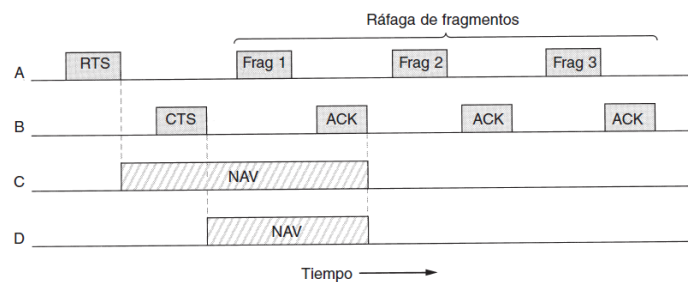 Ráfaga de fragmentos
A RTS Frag 1 Frag 2 Frag 3
B CTS ACK ACK ACK
C NAV
D NAV
Tiempo